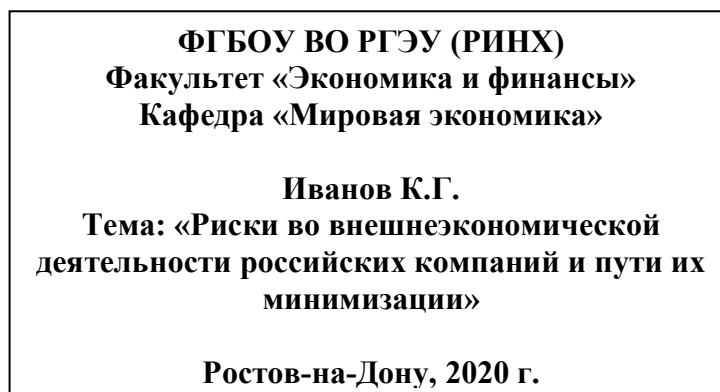 ФГБОУ ВО РГЭУ (РИНХ)
Факультет «Экономика и финансы»
Кафедра «Мировая экономика»
Иванов К.Г.
Тема: «Риски во внешнеэкономической
деятельности российских компаний и пути их
минимизации»
Ростов-на-Дону, 2020 г.